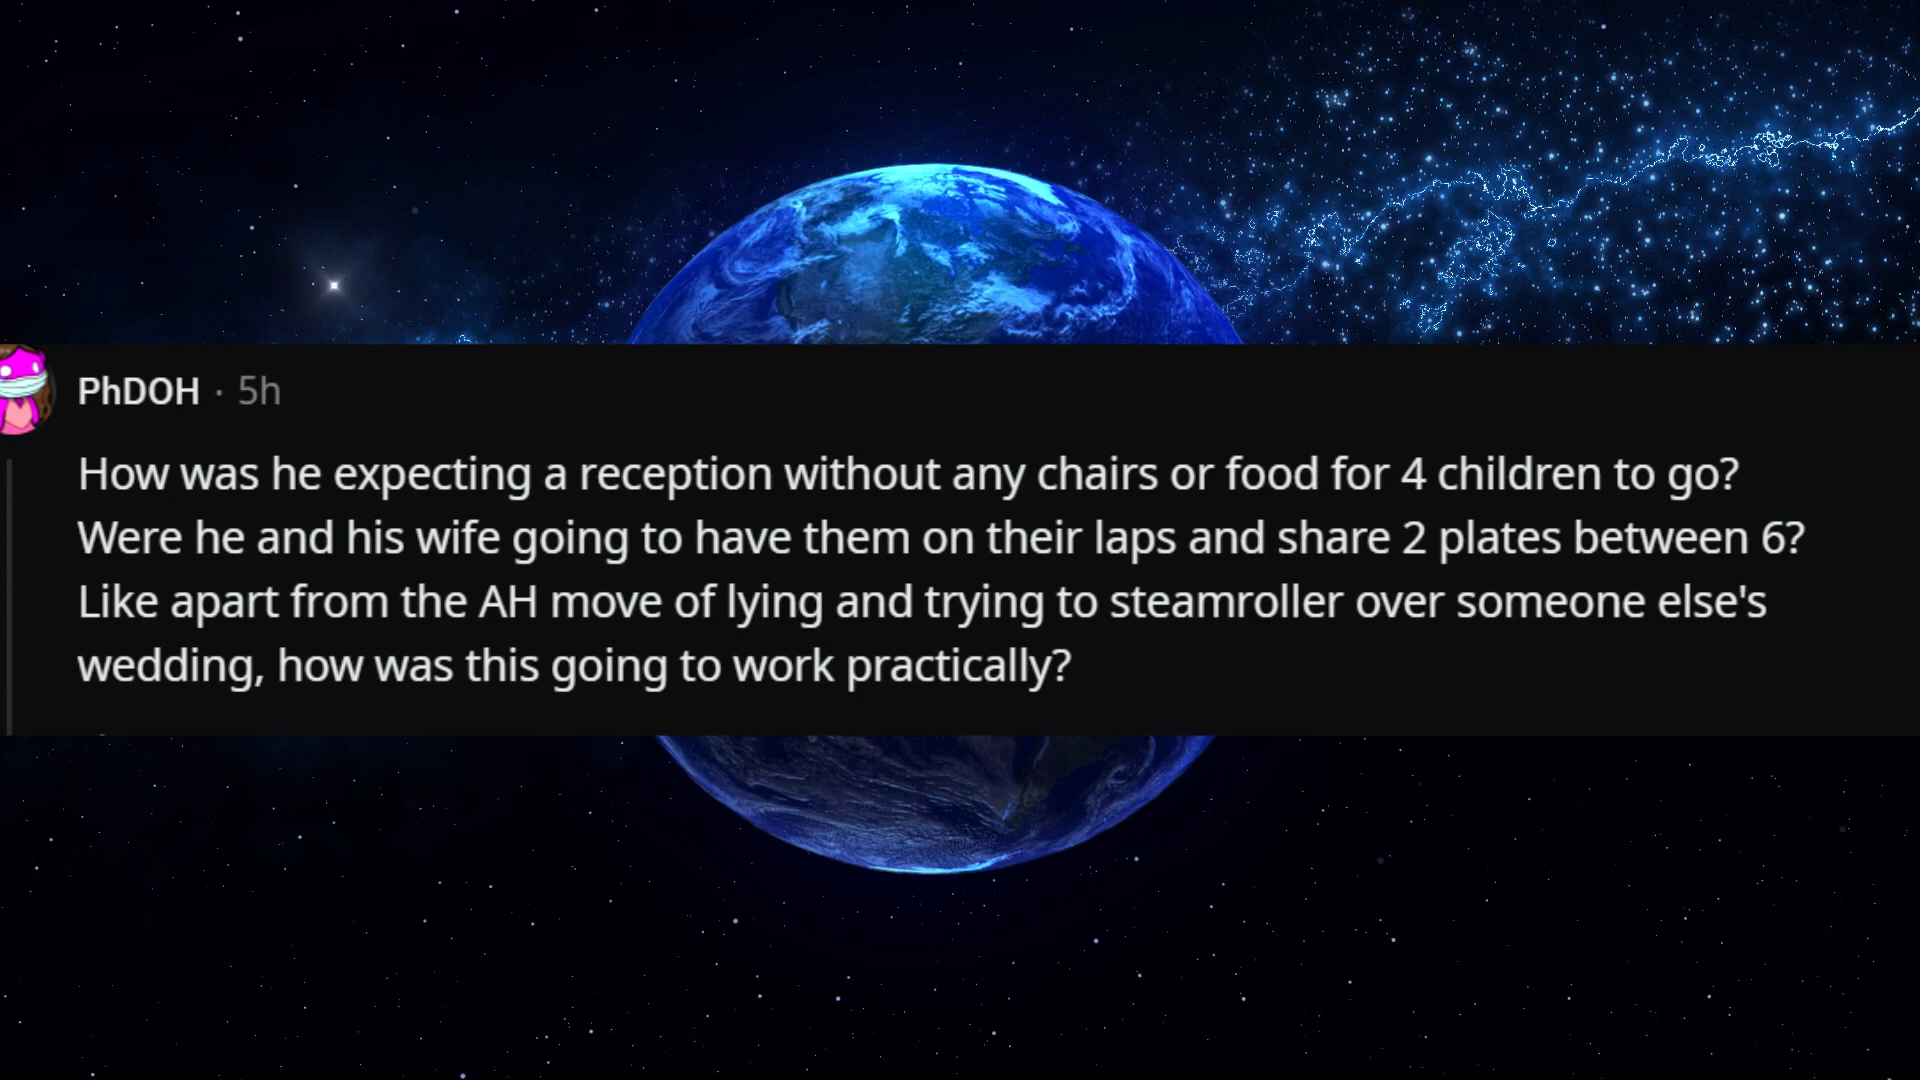 PhDOH · 5h
How was he expecting a reception without any chairs or food for 4 children to go?
Were he and his wife going to have them on their laps and share 2 plates between 6?
Like apart from the AH move of lying and trying to steamroller over someone else's
wedding, how was this going to work practically?